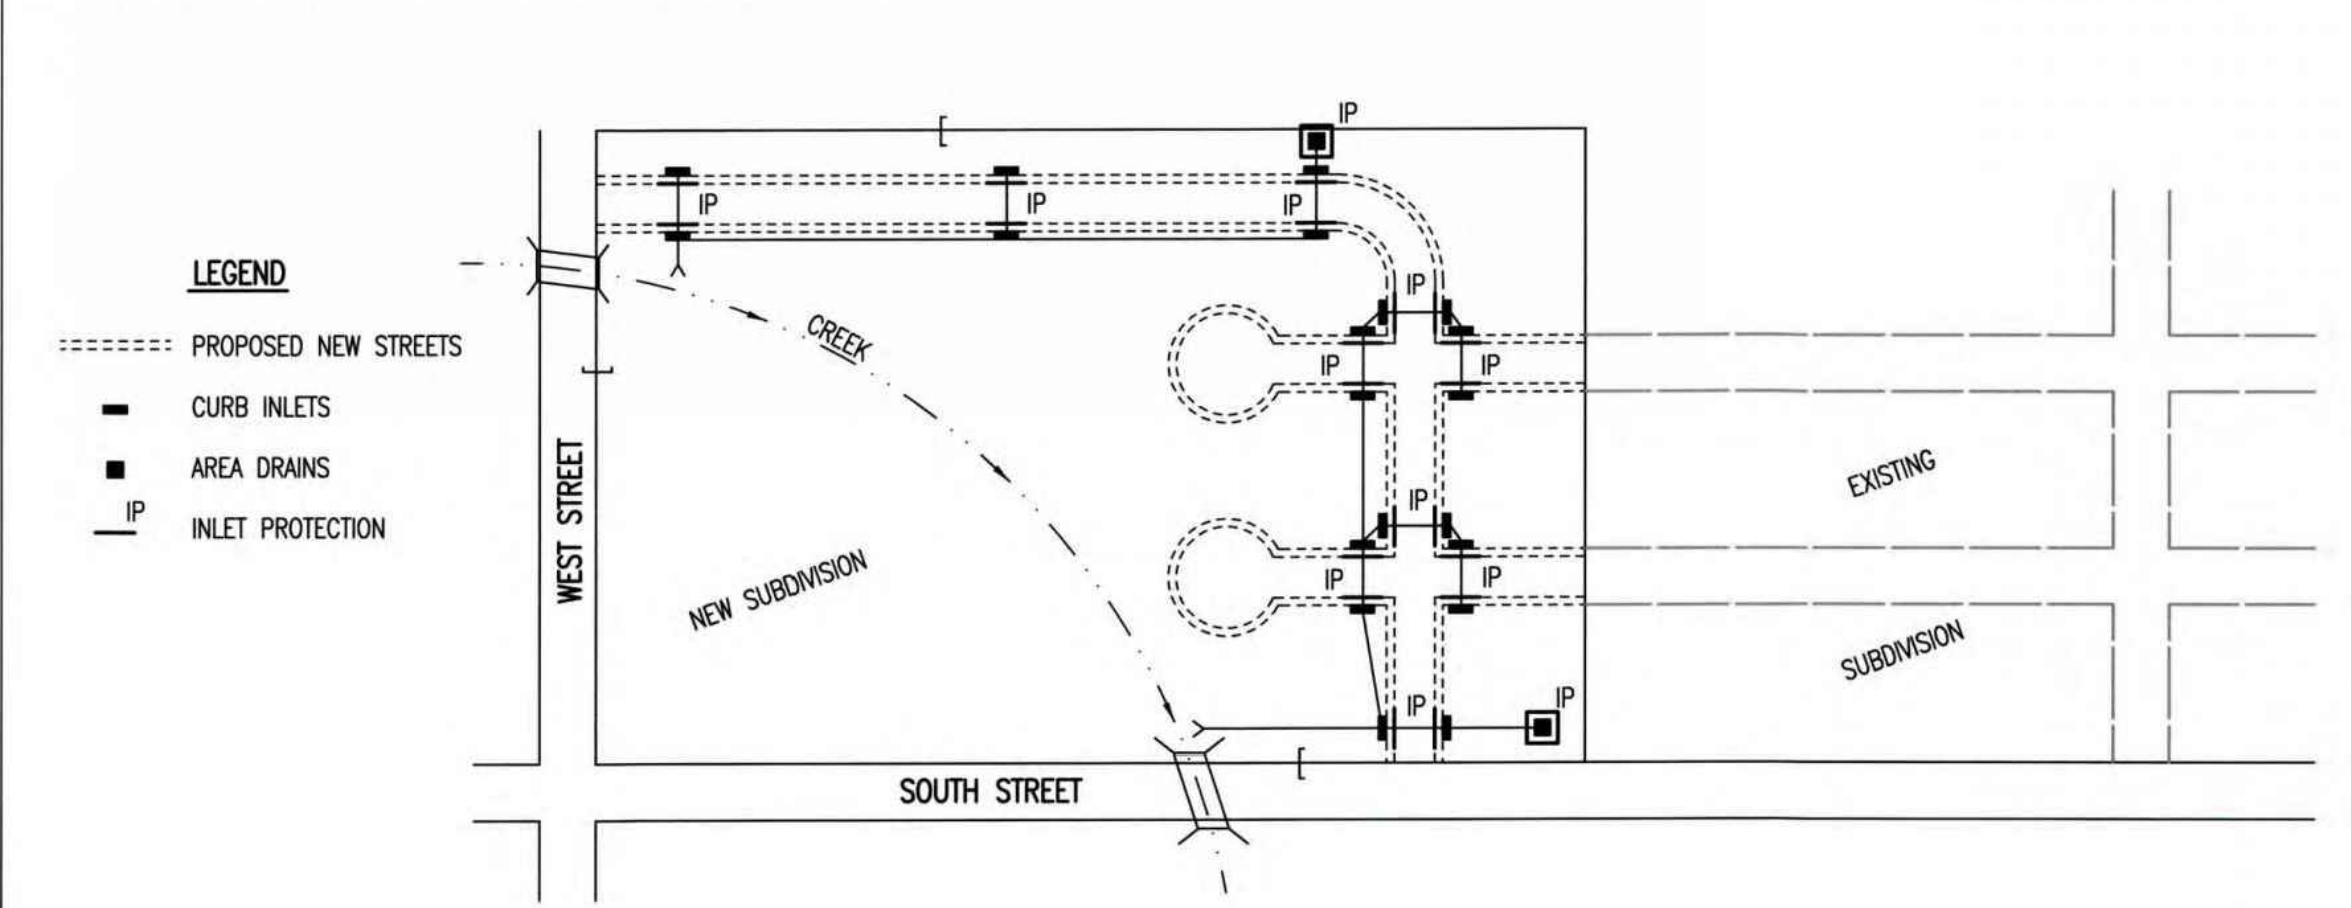 IP
IP
IP
IP
LEGEND
PROPOSED NEW STREETS
CURB INLETS
AREA DRAINS
IP
INLET PROTECTION
WEST STREET
CREEK
NEW SUBDIVISION
IP
IP
IP
IP
IP
IP
IP
IP
EXISTING
SUBDIVISION
SOUTH STREET